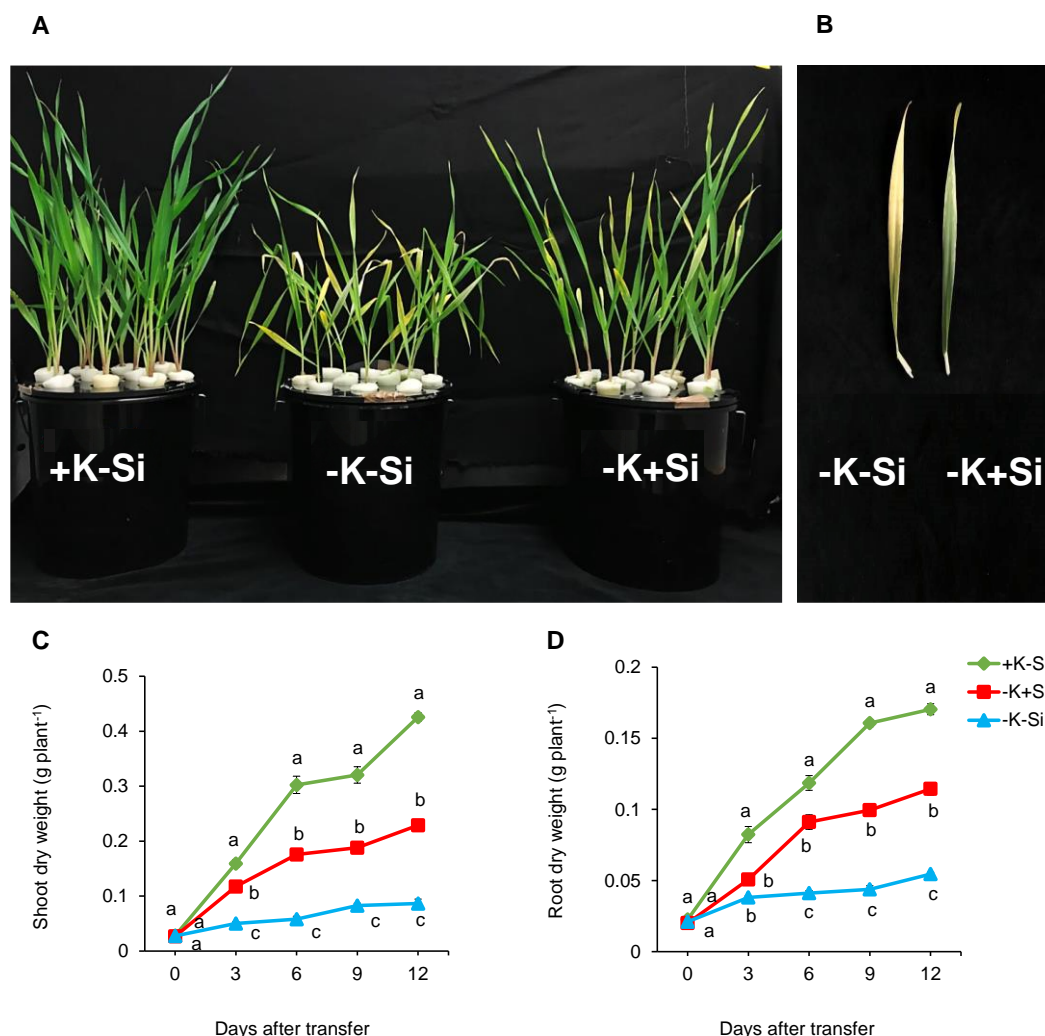 A
B
+K-Si
-K-Si
-K+Si
-K-Si
-K+Si
C
D
+K-S
-K+S
-K-Si
Shoot dry weight (g plant⁻¹)
0.5
0.4
0.3
0.2
0.1
0
a
a
a
a
a
a
a
b
b
b
b
c
c
c
c
0
3
6
9
12
Days after transfer
Root dry weight (g plant⁻¹)
0.2
0.15
0.1
0.05
0
a
a
a
a
a
a
a
b
b
b
b
b
c
c
c
0
3
6
9
12
Days after transfer